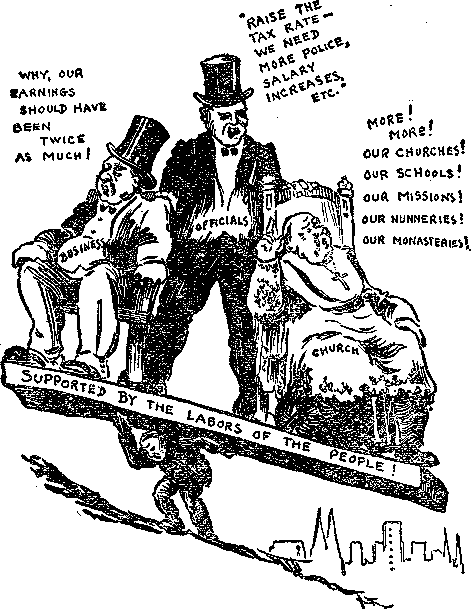 "RAISE THE
TAX RATE—
WE NEED
MORE POLICE,
SALARY
INCREASES,
ETC."
WHY, OUR
EARNINGS
SHOULD HAVE
BEEN
TWICE
AS MUCH!
MORE!
MORE!
OUR CHURCHES!
OUR SCHOOLS!
OUR MISSIONS!
OUR NUNNERIES!
OUR MONASTERIES!
BUSINESS
OFFICIALS
CHURCH
SUPPORTED BY THE LABORS OF THE PEOPLE!